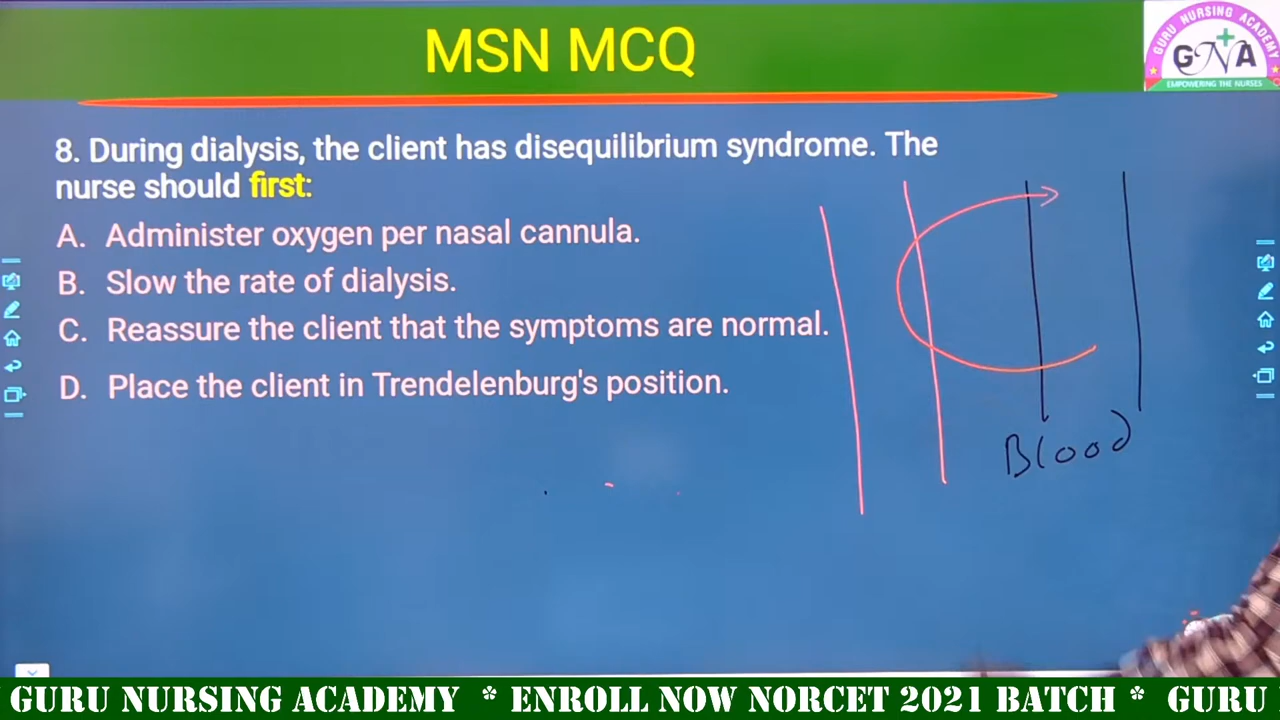 MSN MCQ
GURU NURSING ACADEMY
GNA
EMPOWERING THE NURSES
8. During dialysis, the client has disequilibrium syndrome. The
nurse should first:
A. Administer oxygen per nasal cannula.
B. Slow the rate of dialysis.
C. Reassure the client that the symptoms are normal.
D. Place the client in Trendelenburg's position.
Blood
GURU NURSING ACADEMY * ENROLL NOW NORCET 2021 BATCH * GURU